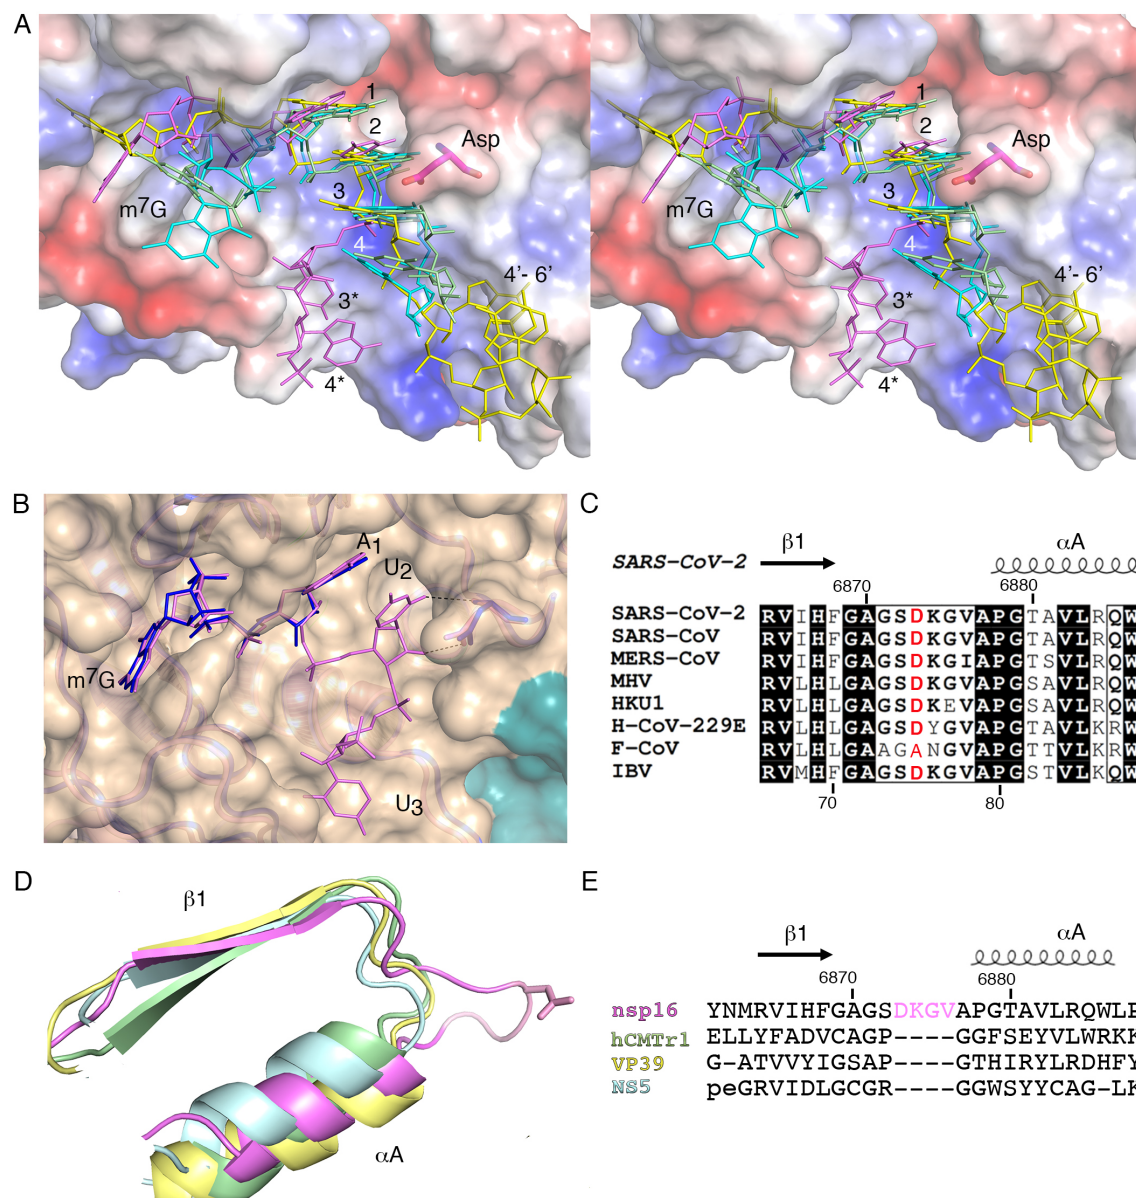 A
1
2
Asp
3
m7G
4
4’- 6’
3*
4*
1
2
Asp
3
m7G
4
4’- 6’
3*
4*
B
A1
U2
m7G
U3
C
β1
αA
SARS-CoV-2
6870 6880
SARS-CoV-2 RVIHFGAGSDKGVAPGTAVLRQW
SARS-CoV RVIHFGAGSDKGVAPGTAVLRQW
MERS-CoV RVIHFGAGSDKGIAPGTSVLRQW
MHV RVLHLGAGSDKGVAPGSAVLRQW
HKU1 RVLHLGAGSDKEVAPGSAVLRQW
H-CoV-229E RVLHLGAGSDYGVAPGTAVLKRW
F-CoV RVLHLGAAGANGVAPGTTVLKRW
IBV RVMHFGAGSDKGVAPGSTVLKQW
70 80
D
β1
αA
E
β1
αA
6870 6880
nsp16 YNMRVIHFGAGSDKGVAPGTAVLRQWLP
hCMTr1 ELLYFADVCAGP----GGFSEYVLWRKK
VP39 G-ATVVYIGSAP----GTHIRYLRDHFY
NS5 peGRVIDLGCGR----GGWSYYCAG-LK